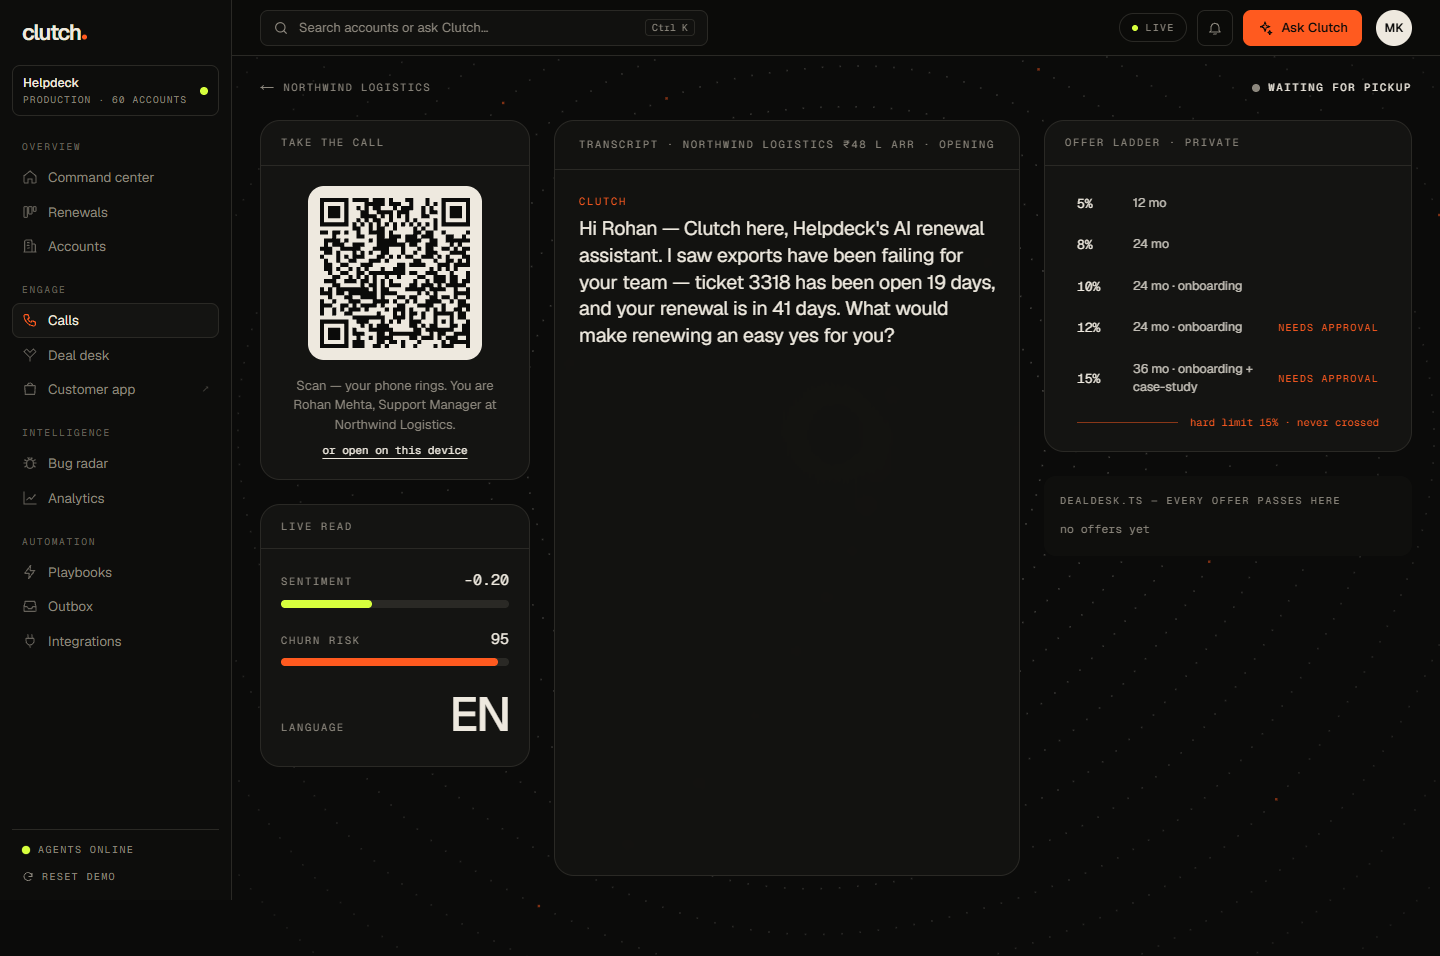 clutch.
Helpdeck
PRODUCTION · 60 ACCOUNTS
OVERVIEW
Command center
Renewals
Accounts
ENGAGE
Calls
Deal desk
Customer app ↗
INTELLIGENCE
Bug radar
Analytics
AUTOMATION
Playbooks
Outbox
Integrations
AGENTS ONLINE
RESET DEMO
Search accounts or ask Clutch…
Ctrl K
LIVE
Ask Clutch
MK
← NORTHWIND LOGISTICS
WAITING FOR PICKUP
TAKE THE CALL
Scan — your phone rings. You are
Rohan Mehta, Support Manager at
Northwind Logistics.
or open on this device
LIVE READ
SENTIMENT -0.20
CHURN RISK 95
LANGUAGE EN
TRANSCRIPT · NORTHWIND LOGISTICS ₹48 L ARR · OPENING
CLUTCH
Hi Rohan — Clutch here, Helpdeck's AI renewal
assistant. I saw exports have been failing for
your team — ticket 3318 has been open 19 days,
and your renewal is in 41 days. What would
make renewing an easy yes for you?
OFFER LADDER · PRIVATE
5% 12 mo
8% 24 mo
10% 24 mo · onboarding
12% 24 mo · onboarding NEEDS APPROVAL
15% 36 mo · onboarding +
case-study NEEDS APPROVAL
hard limit 15% · never crossed
DEALDESK.TS — EVERY OFFER PASSES HERE
no offers yet